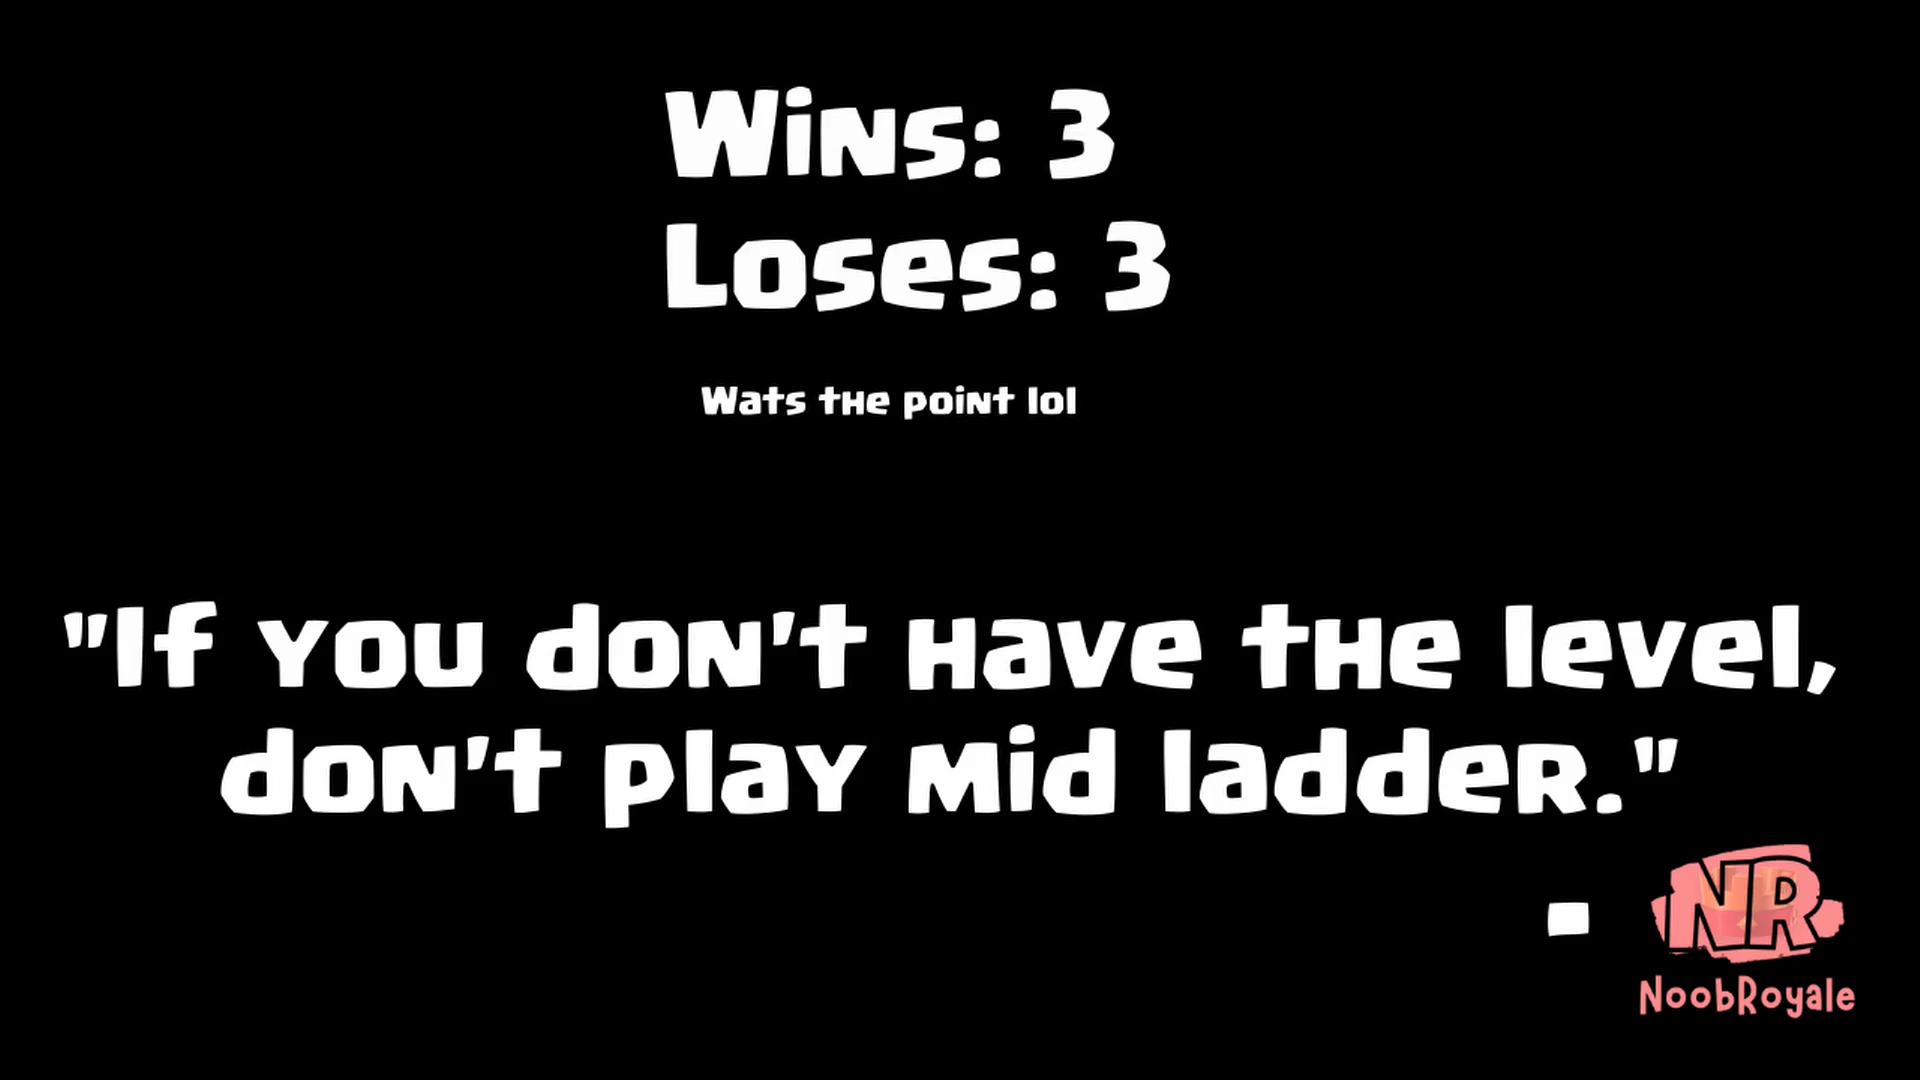 Wins: 3
Loses: 3
Wats the point lol
"If you don't have the level,
don't play mid ladder."
-
NR
NoobRoyale